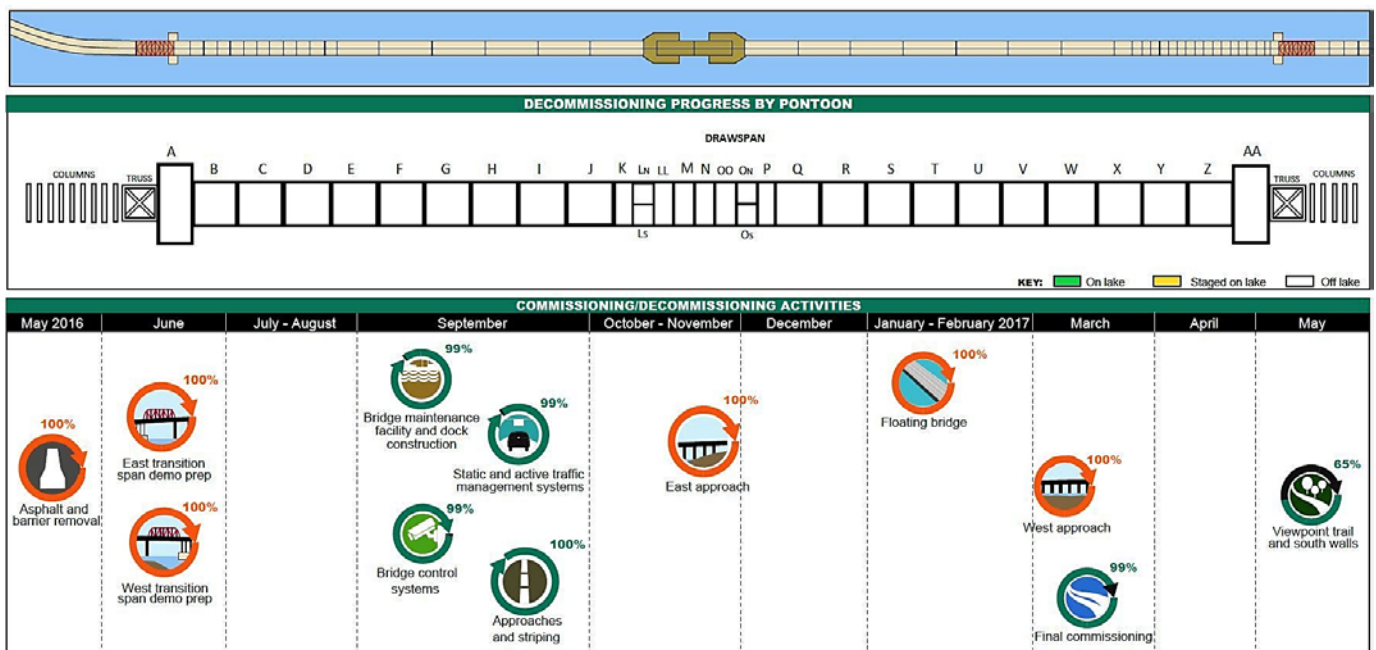 DECOMMISSIONING PROGRESS BY PONTOON
DRAWSPAN
A
B C D E F G H I J K LN LL M N OO ON P Q R S T U V W X Y Z
AA
COLUMNS
TRUSS
LS
OS
TRUSS
COLUMNS
KEY: On lake Staged on lake Off lake
COMMISSIONING/DECOMMISSIONING ACTIVITIES
May 2016 June July - August September October - November December January - February 2017 March April May
100%
Asphalt and
barrier removal
100%
East transition
span demo prep
100%
West transition
span demo prep
99%
Bridge maintenance
facility and dock
construction
99%
Static and active traffic
management systems
99%
Bridge control
systems
100%
Approaches
and striping
100%
East approach
100%
Floating bridge
100%
West approach
99%
Final commissioning
65%
Viewpoint trail
and south walls